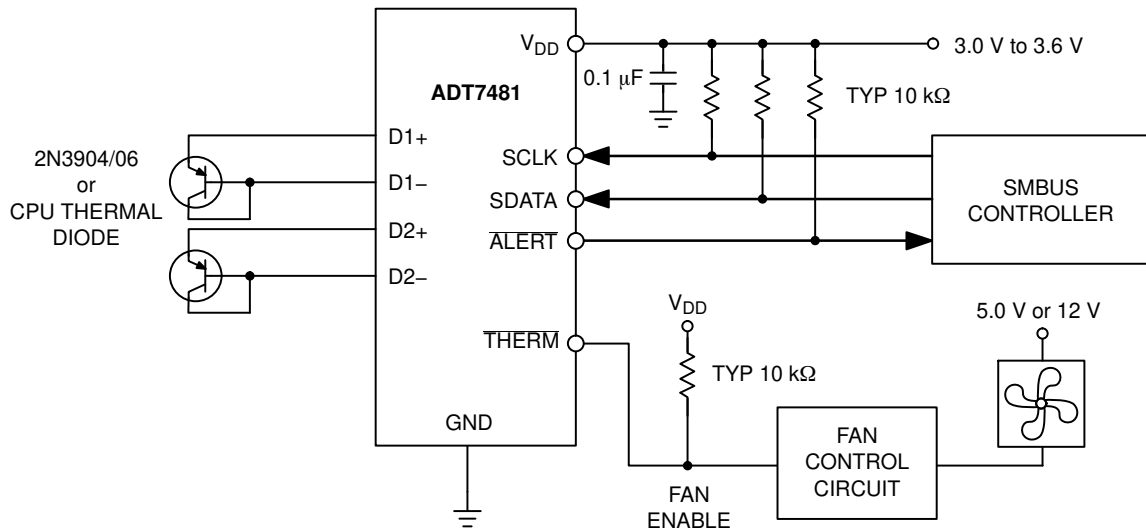 V_DD
3.0 V to 3.6 V
0.1 μF
TYP 10 kΩ
ADT7481
D1+
2N3904/06
or
CPU THERMAL
DIODE
D1−
D2+
D2−
SCLK
SDATA
ALERT
SMBUS
CONTROLLER
THERM
V_DD
TYP 10 kΩ
5.0 V or 12 V
GND
FAN
CONTROL
CIRCUIT
FAN
ENABLE